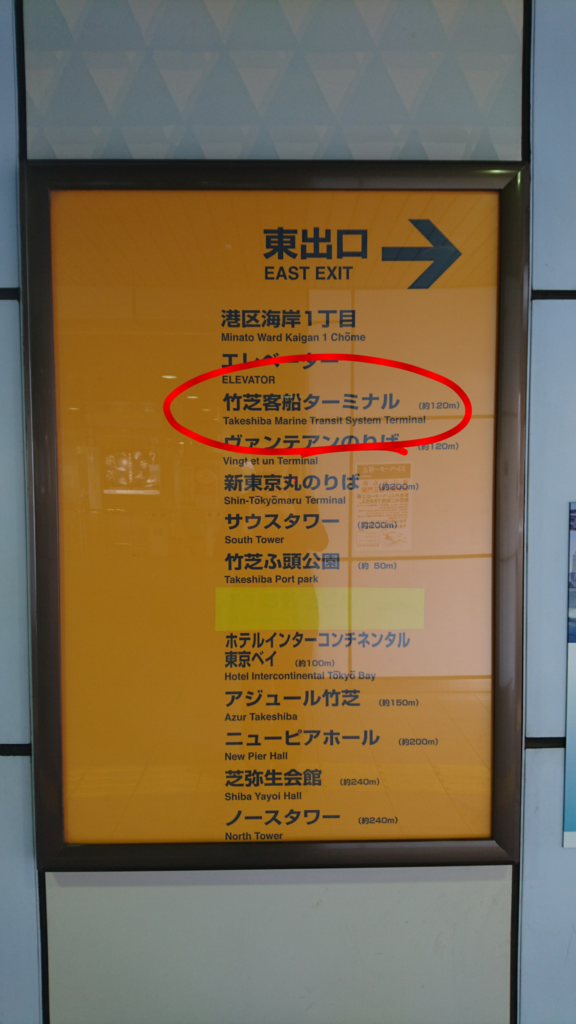 東出口
EAST EXIT
港区海岸1丁目
Minato Ward Kaigan 1 Chōme
エレベーター
ELEVATOR
竹芝客船ターミナル (約120m)
Takeshiba Marine Transit System Terminal
ヴァンテアンのりば (約120m)
Vingt et un Terminal
新東京丸のりば (約200m)
Shin-Tōkyōmaru Terminal
サウスタワー (約200m)
South Tower
竹芝ふ頭公園 (約 50m)
Takeshiba Port park
ホテルインターコンチネンタル
東京ベイ (約100m)
Hotel Intercontinental Tōkyō Bay
アジュール竹芝 (約150m)
Azur Takeshiba
ニューピアホール (約200m)
New Pier Hall
芝弥生会館 (約240m)
Shiba Yayoi Hall
ノースタワー (約240m)
North Tower